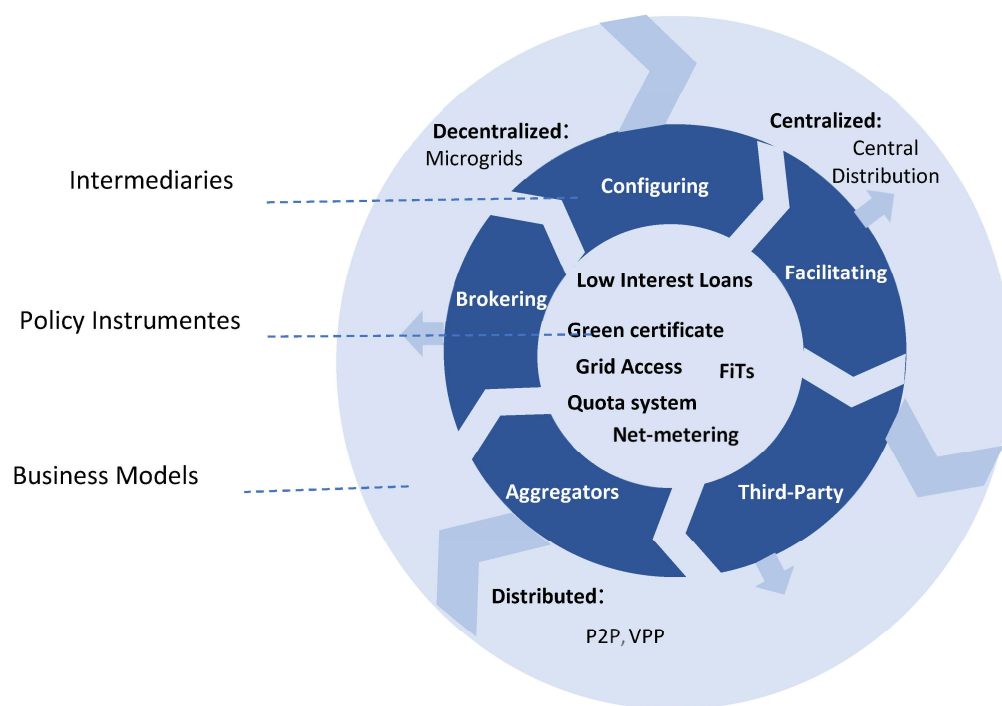 Decentralized:
Microgrids
Centralized:
Central
Distribution
Intermediaries
Configuring
Facilitating
Brokering
Low Interest Loans
Policy Instrumentes
Green certificate
Grid Access
FiTs
Quota system
Net-metering
Business Models
Aggregators
Third-Party
Distributed:
P2P, VPP